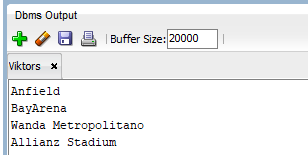 Dbms Output
Buffer Size: 20000
Viktors
Anfield
BayArena
Wanda Metropolitano
Allianz Stadium